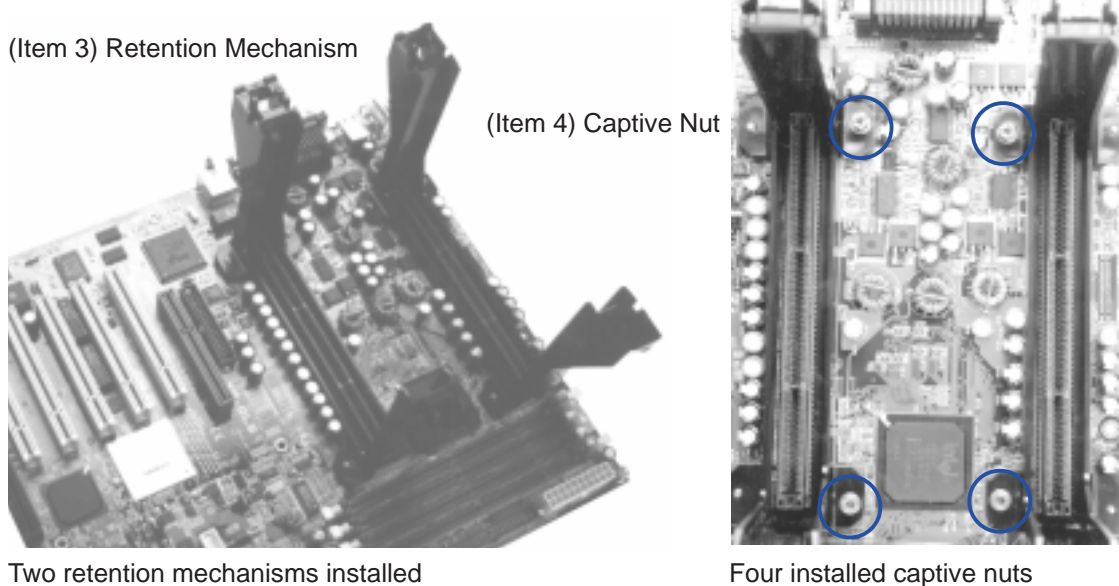 (Item 3) Retention Mechanism
(Item 4) Captive Nut
Two retention mechanisms installed
Four installed captive nuts